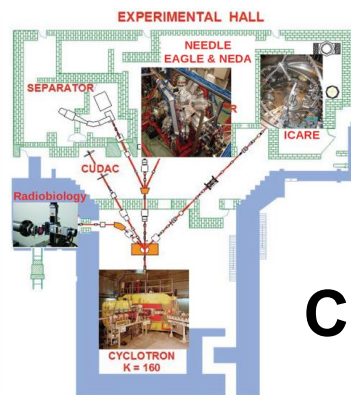 EXPERIMENTAL HALL
NEEDLE
EAGLE & NEDA
SEPARATOR
R
ICARE
CUDAC
Radiobiology
CYCLOTRON
K = 160
C